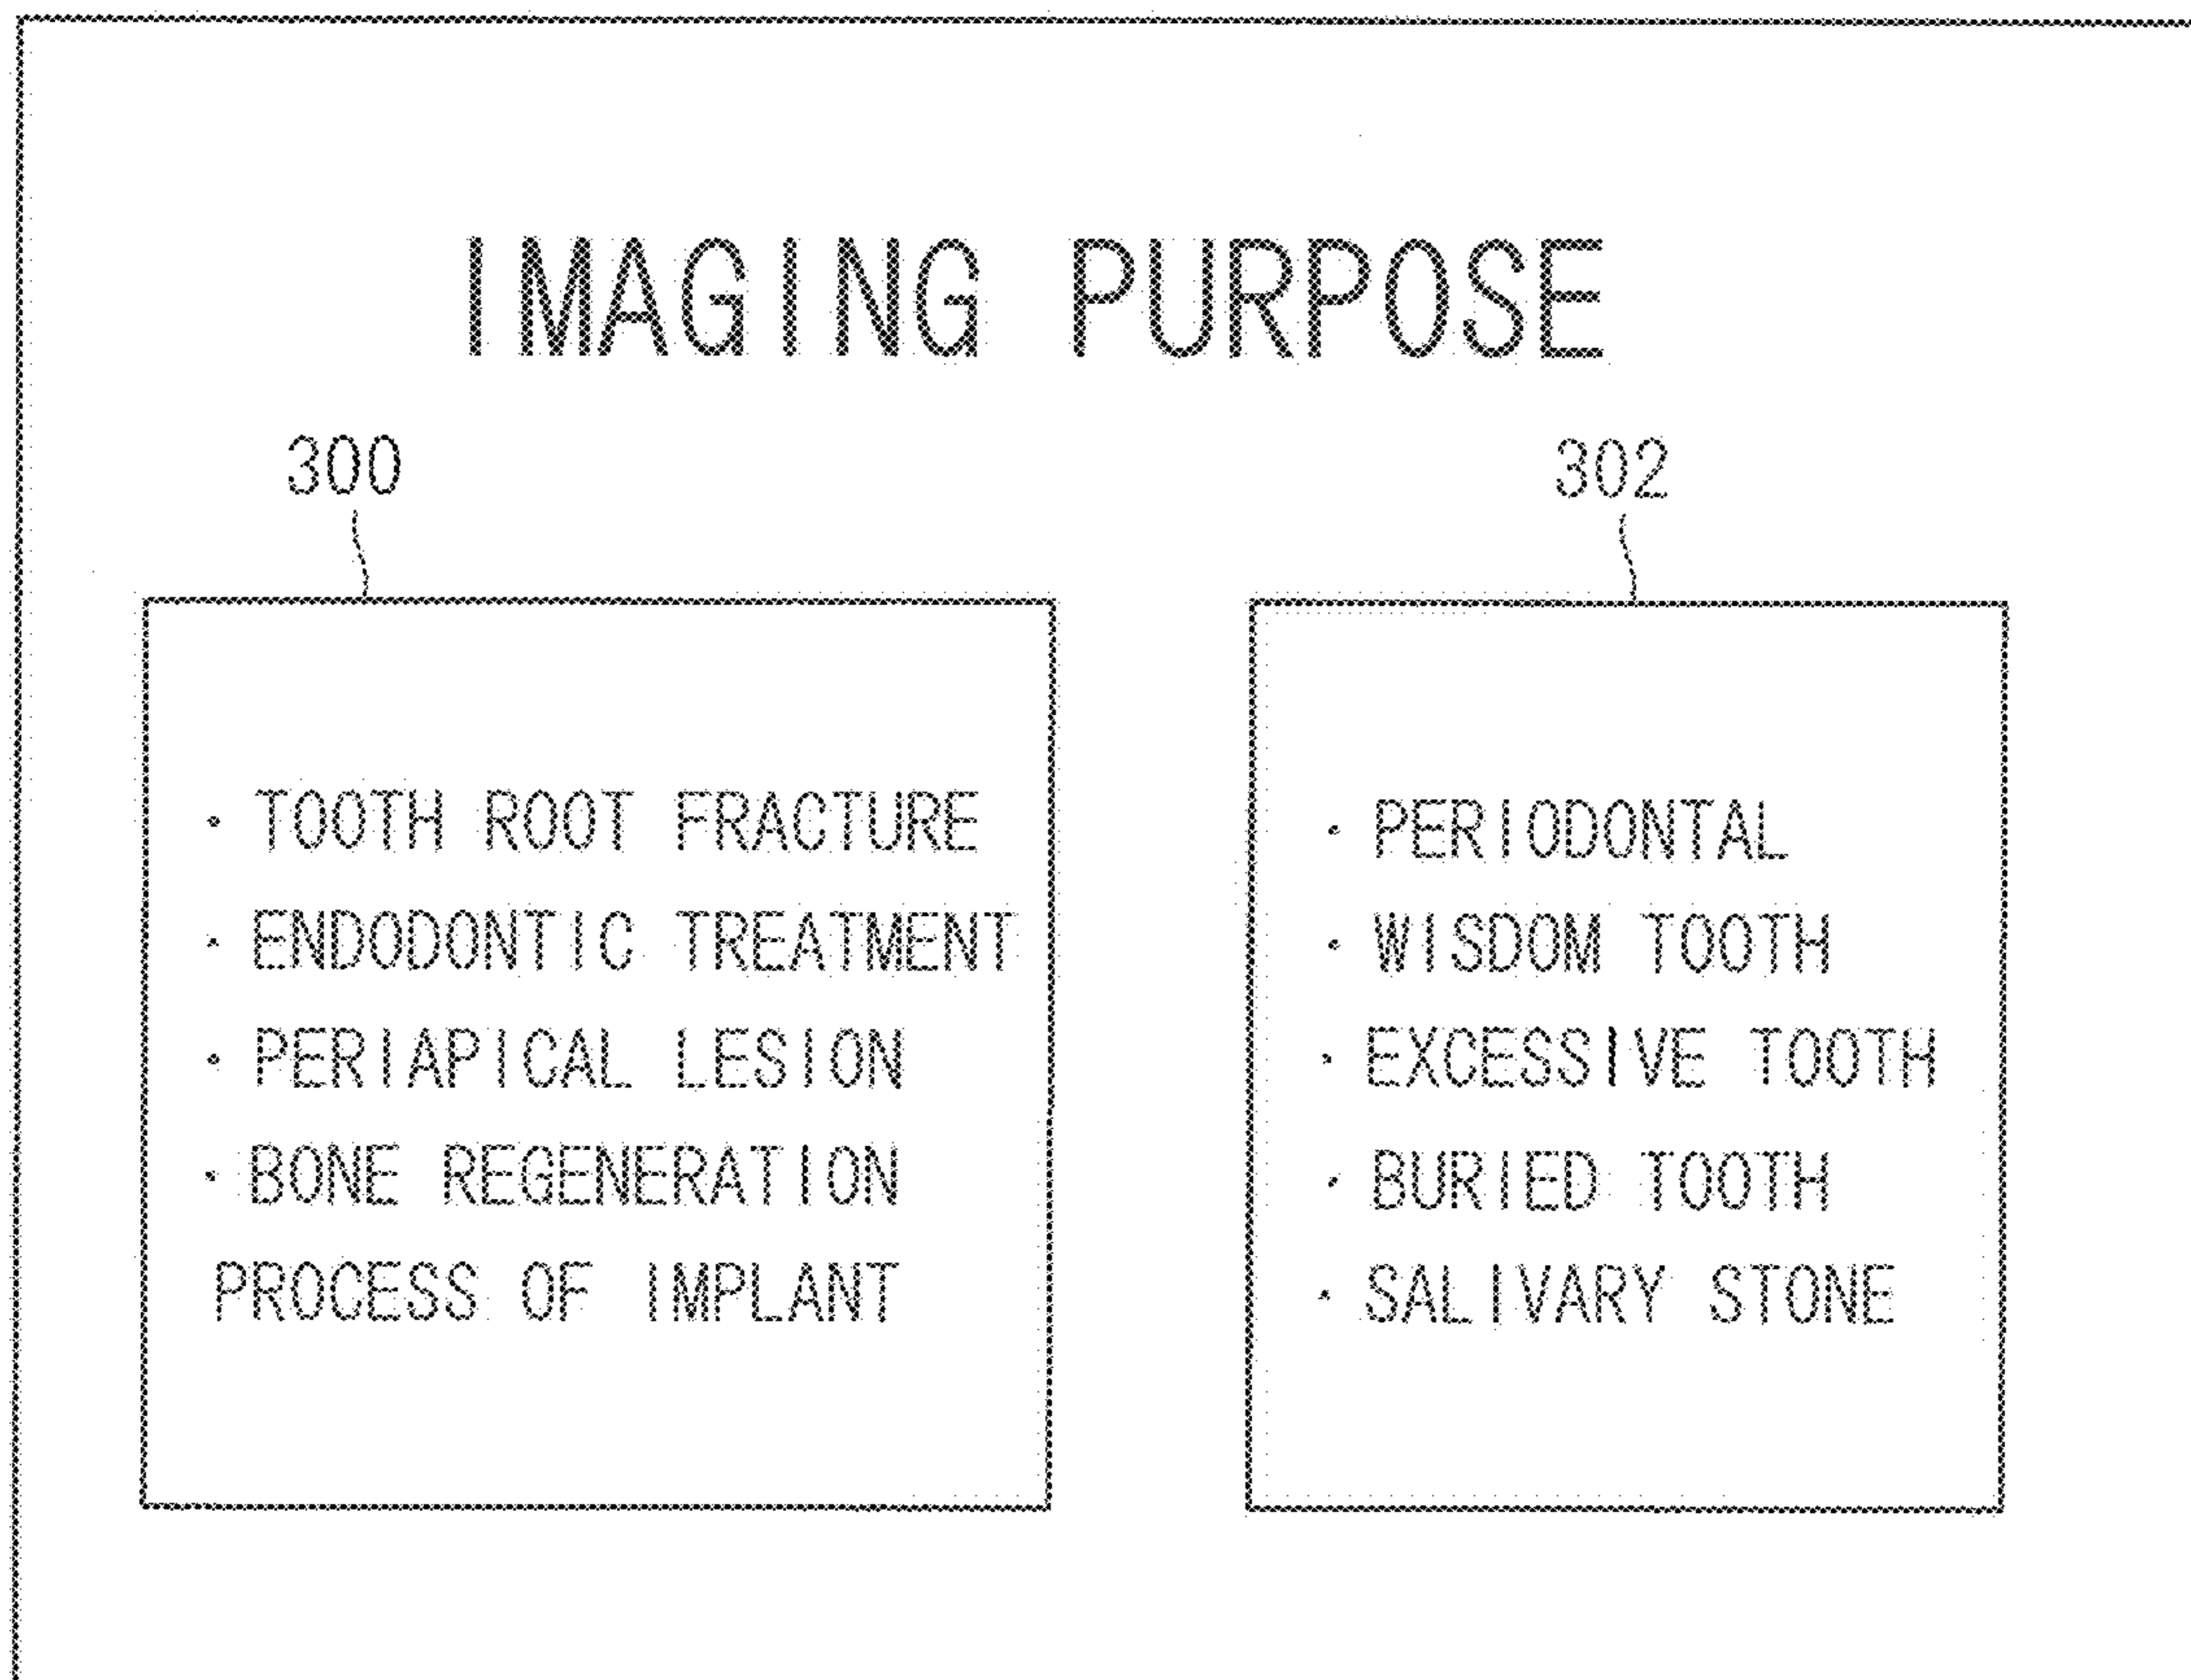 IMAGING PURPOSE
300
· TOOTH ROOT FRACTURE
· ENDODONTIC TREATMENT
· PERIAPICAL LESION
· BONE REGENERATION
PROCESS OF IMPLANT
302
· PERIODONTAL
· WISDOM TOOTH
· EXCESSIVE TOOTH
· BURIED TOOTH
· SALIVARY STONE